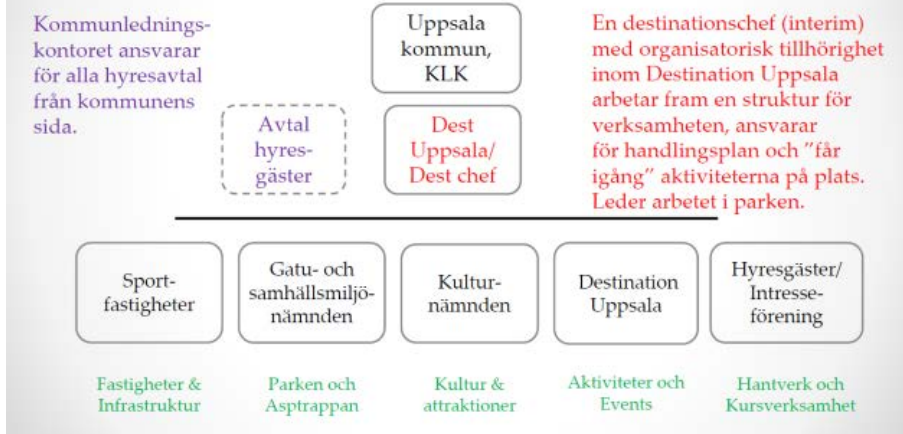 Kommunlednings-
kontoret ansvarar
för alla hyresavtal
från kommunens
sida.
Uppsala
kommun,
KLK
En destinationschef (interim)
med organisatorisk tillhörighet
inom Destination Uppsala
arbetar fram en struktur för
verksamheten, ansvarar
för handlingsplan och ”får
igång” aktiviteterna på plats.
Leder arbetet i parken.
Avtal
hyres-
gäster
Dest
Uppsala/
Dest chef
Sport-
fastigheter
Gatu- och
samhällsmiljö-
nämnden
Kultur-
nämnden
Destination
Uppsala
Hyresgäster/
Intresse-
förening
Fastigheter &
Infrastruktur
Parken och
Asptrappan
Kultur &
attraktioner
Aktiviteter och
Events
Hantverk och
Kursverksamhet